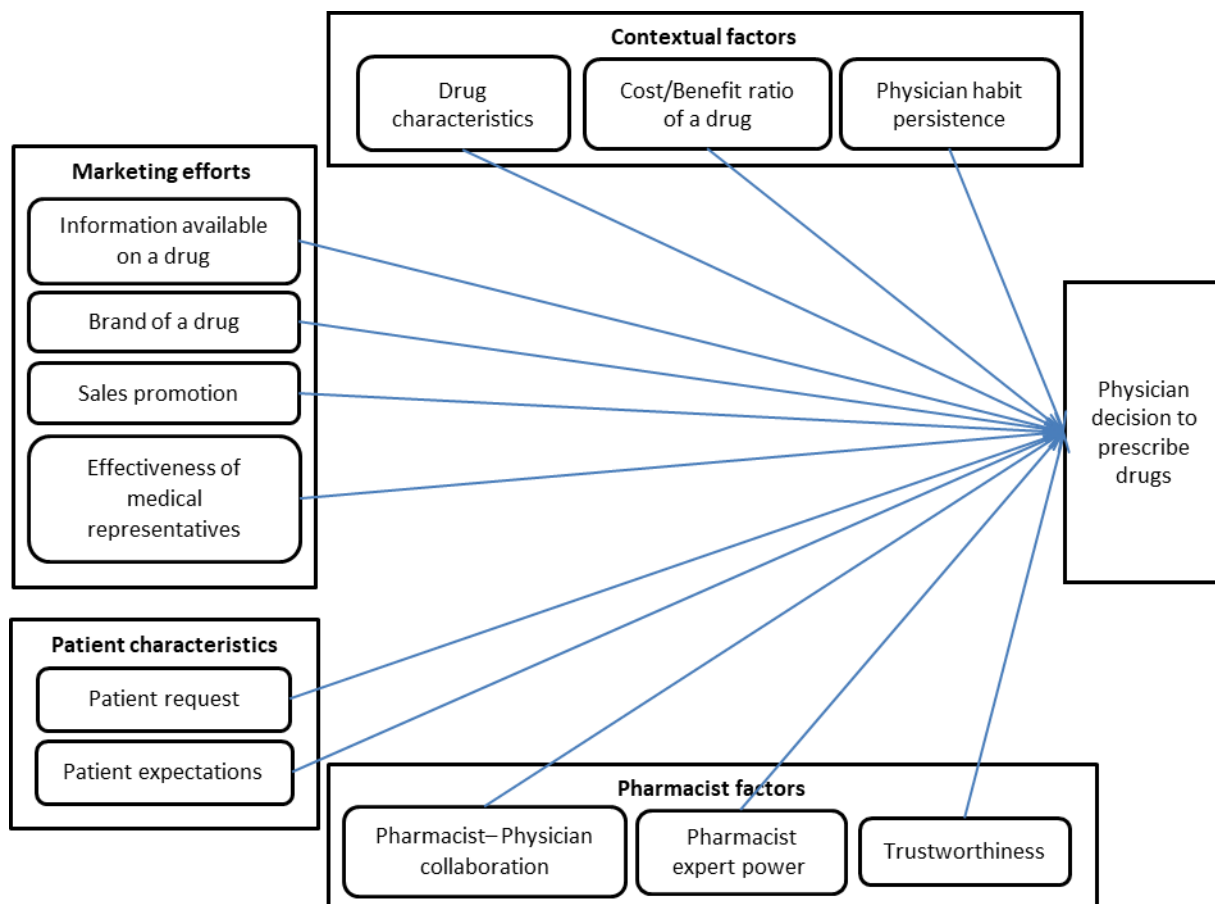 Contextual factors
Drug
characteristics
Cost/Benefit ratio
of a drug
Physician habit
persistence
Marketing efforts
Information available
on a drug
Brand of a drug
Sales promotion
Effectiveness of
medical
representatives
Physician
decision to
prescribe
drugs
Patient characteristics
Patient request
Patient expectations
Pharmacist factors
Pharmacist– Physician
collaboration
Pharmacist
expert power
Trustworthiness